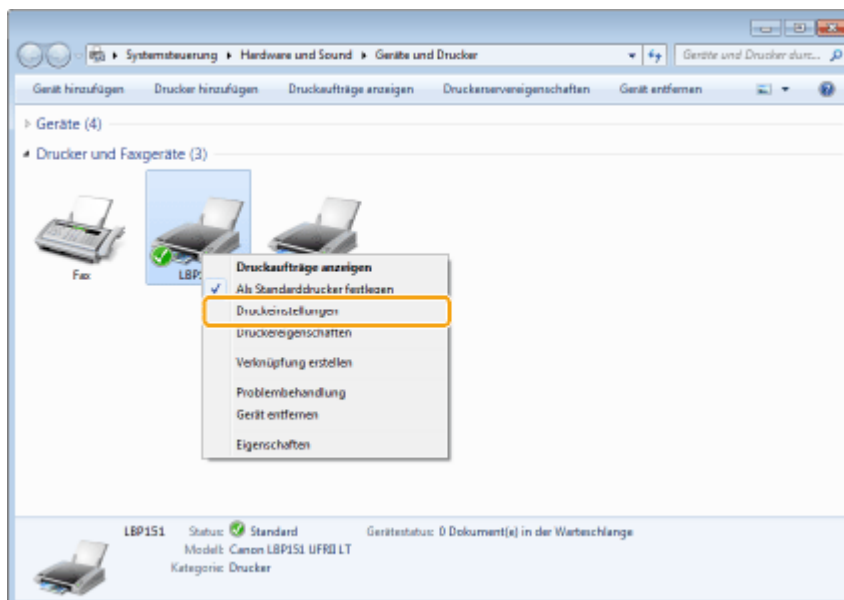 Systemsteuerung Hardware und Sound Geräte und Drucker Geräte und Drucker durc...
Gerät hinzufügen Drucker hinzufügen Druckaufträge anzeigen Druckerservereigenschaften Gerät entfernen
Geräte (4)
Drucker und Faxgeräte (3)
Fax
LBP1
Druckaufträge anzeigen
Als Standarddrucker festlegen
Druckeinstellungen
Druckereigenschaften
Verknüpfung erstellen
Problembehandlung
Gerät entfernen
Eigenschaften
LBP151 Status: Standard Gerätestatus: 0 Dokument(e) in der Warteschlange
Modell: Canon LBP151 UFRII LT
Kategorie: Drucker